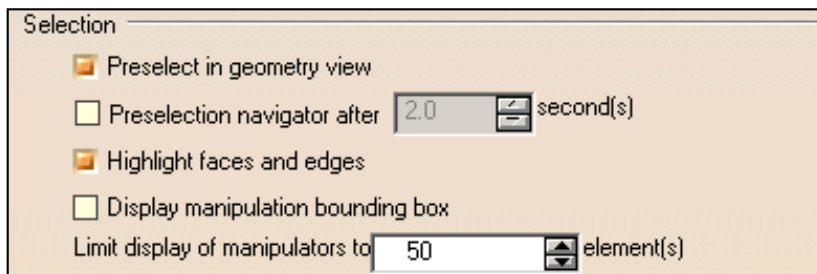 Selection
Preselect in geometry view
Preselection navigator after 2.0 second(s)
Highlight faces and edges
Display manipulation bounding box
Limit display of manipulators to 50 element(s)